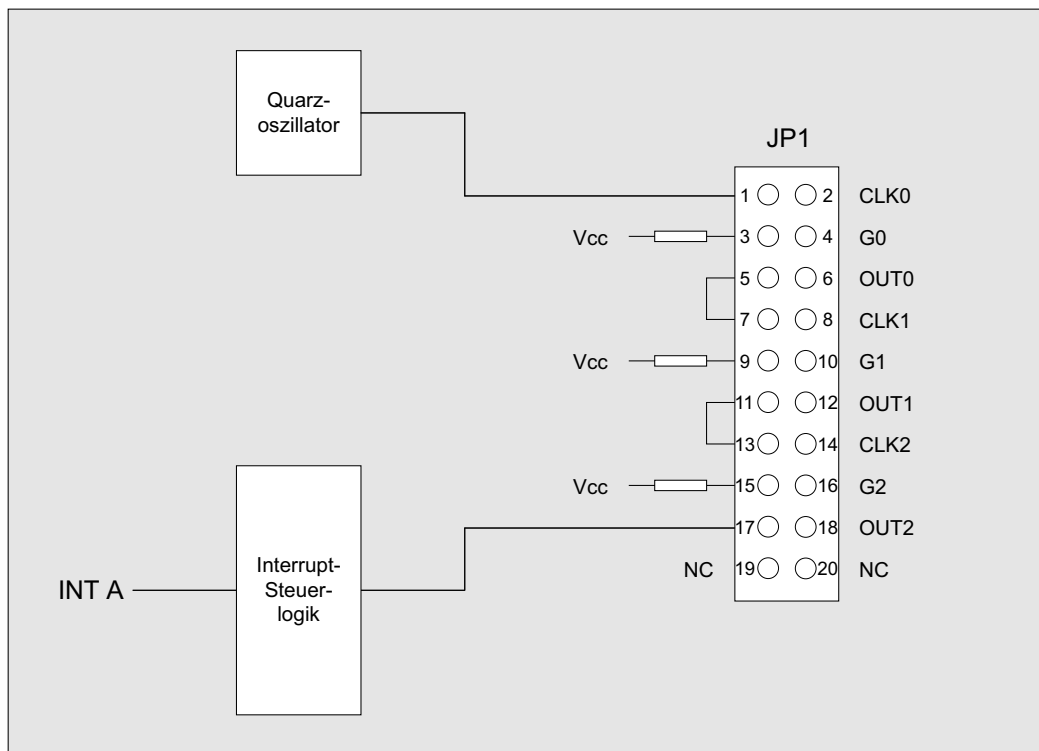 Quarz-
oszillator
JP1
1 2 CLK0
Vcc 3 4 G0
5 6 OUT0
7 8 CLK1
Vcc 9 10 G1
11 12 OUT1
13 14 CLK2
Vcc 15 16 G2
17 18 OUT2
NC 19 20 NC
INT A
Interrupt-
Steuer-
logik